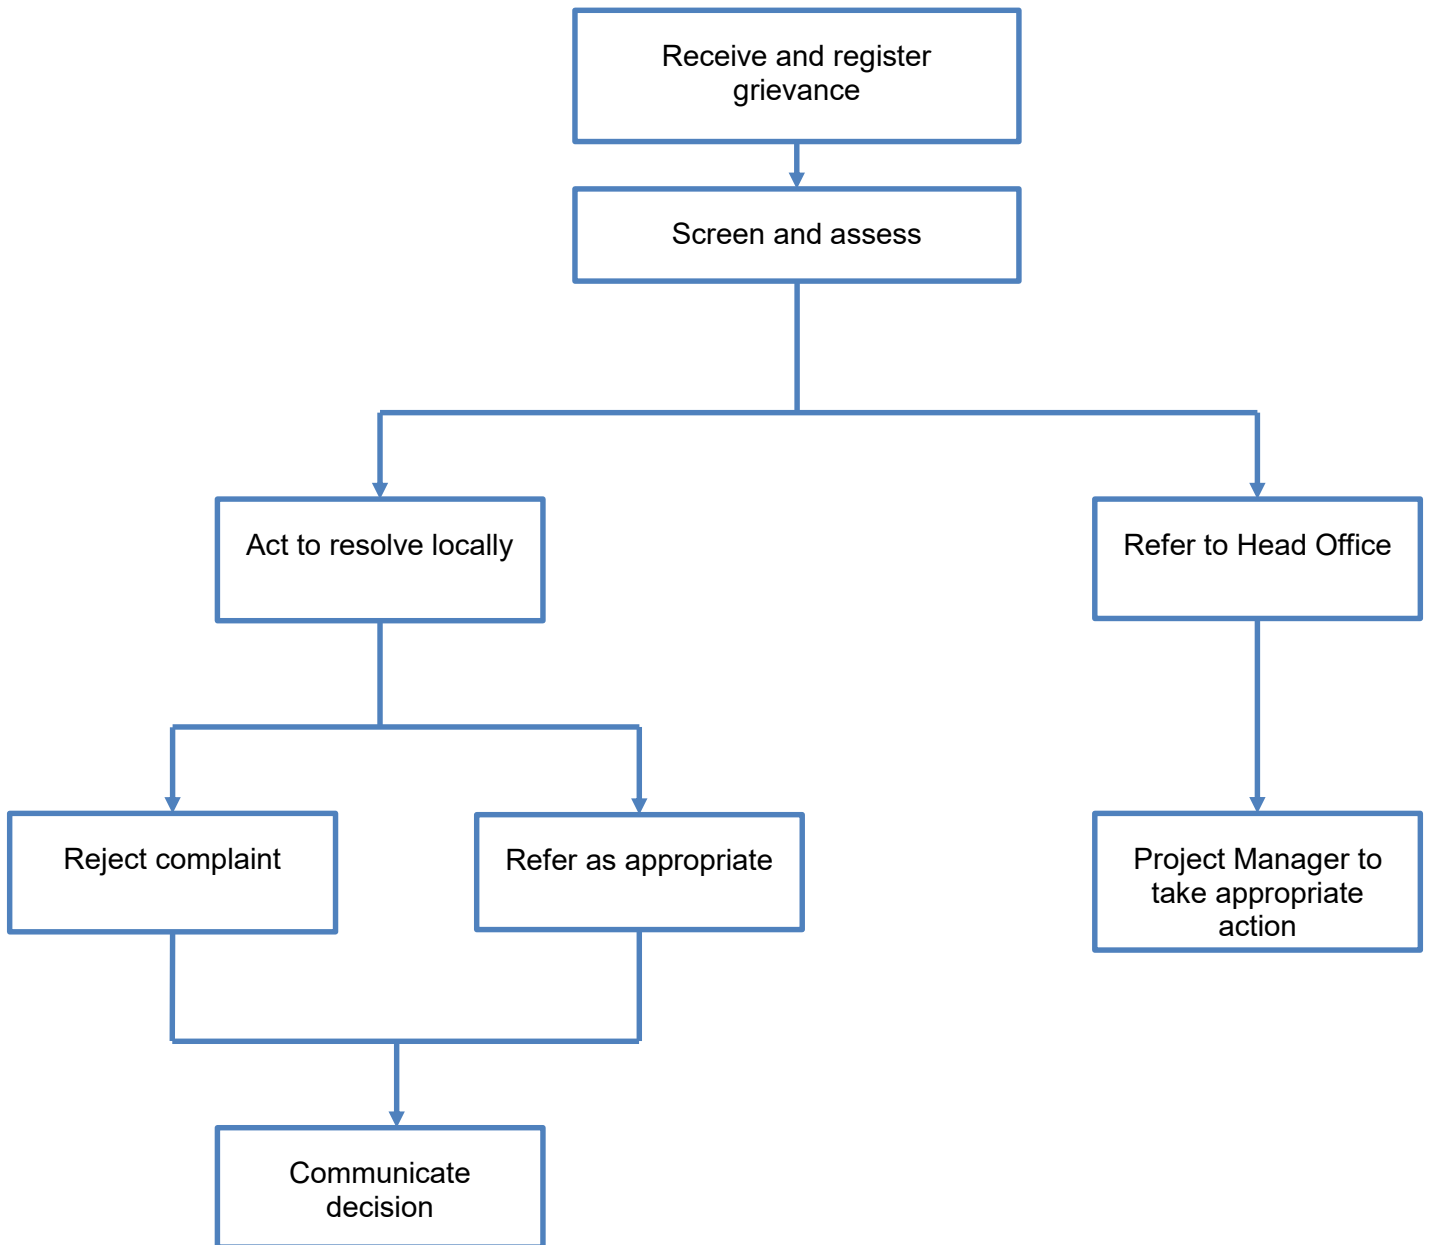 Receive and register
grievance
Screen and assess
Act to resolve locally
Refer to Head Office
Reject complaint
Refer as appropriate
Project Manager to
take appropriate
action
Communicate
decision